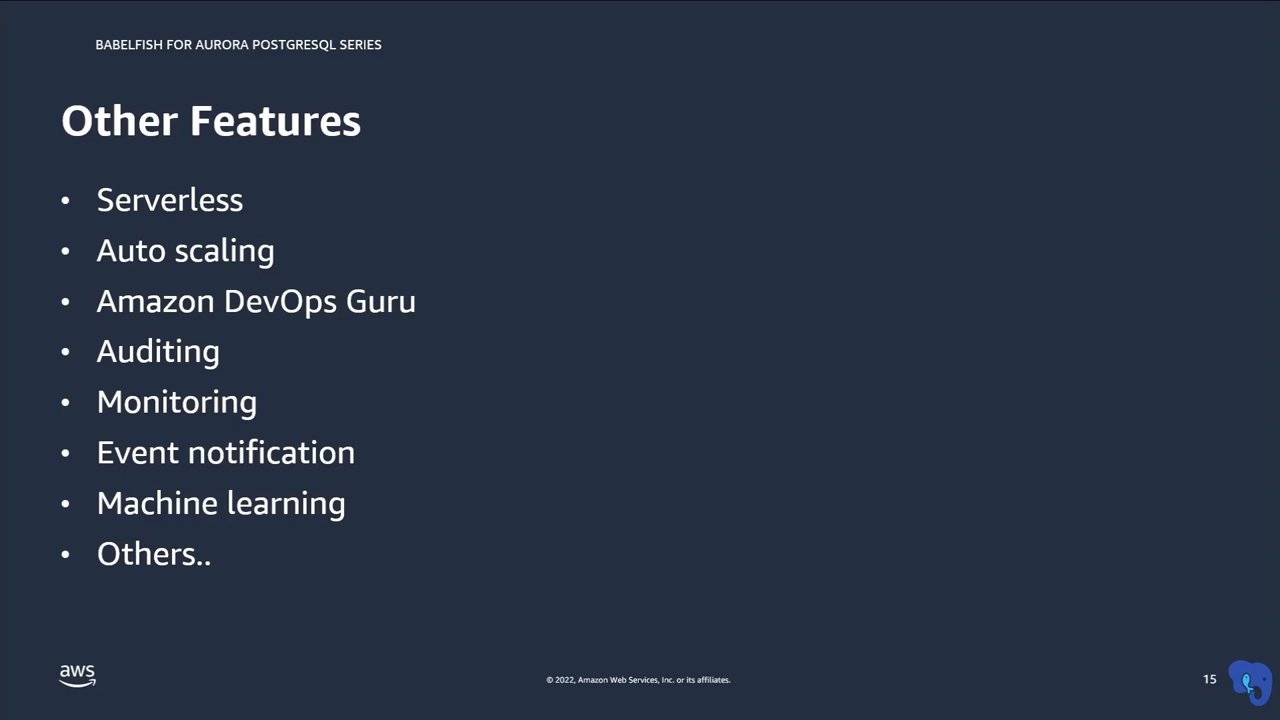 BABELFISH FOR AURORA POSTGRESQL SERIES
Other Features
• Serverless
• Auto scaling
• Amazon DevOps Guru
• Auditing
• Monitoring
• Event notification
• Machine learning
• Others..
aws
© 2022, Amazon Web Services, Inc. or its affiliates.
15